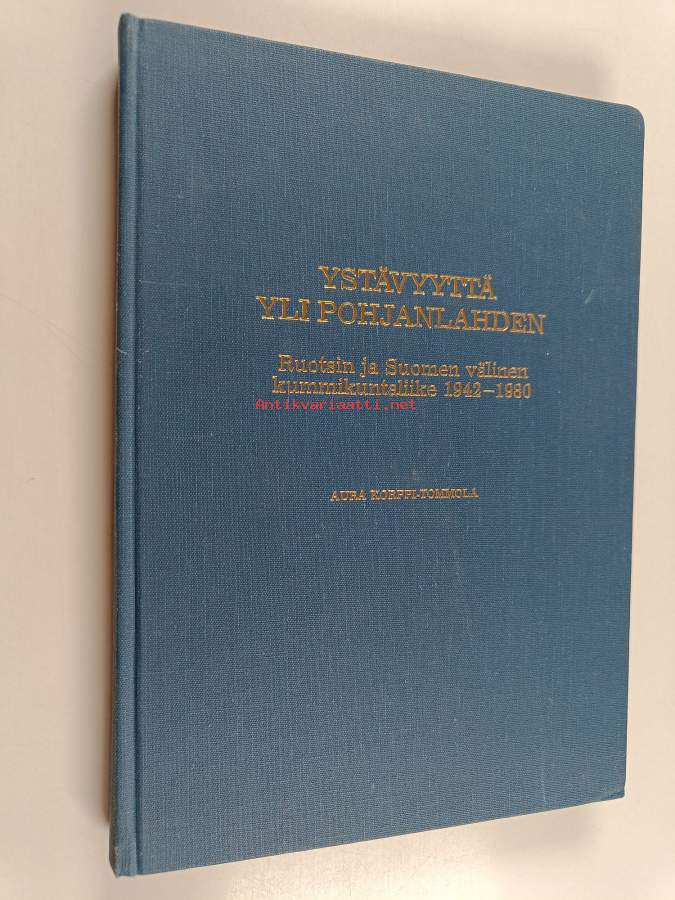 YSTÄVYYTTÄ
YLI POHJANLAHDEN
Ruotsin ja Suomen välinen
kummikuntaliike 1942–1980
Antikvariaatti.net
AURA KORPPI-TOMMOLA